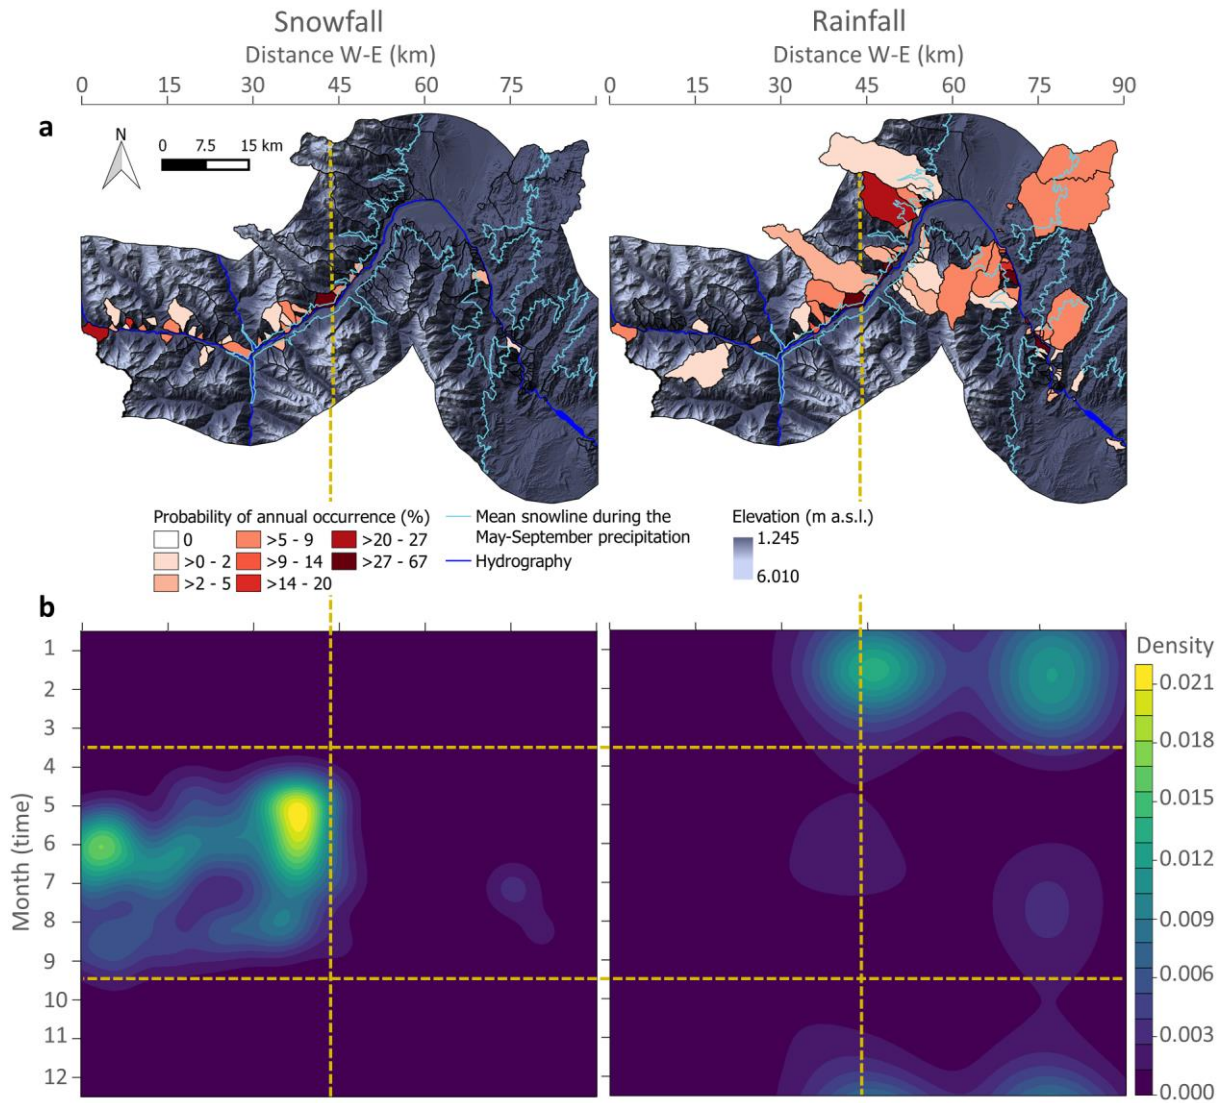 Snowfall
Rainfall
Distance W-E (km)
Distance W-E (km)
0 15 30 45 60 75
0 15 30 45 60 75 90
a
N
0 7.5 15 km
Probability of annual occurrence (%)
0
>0 - 2
>2 - 5
>5 - 9
>9 - 14
>14 - 20
>20 - 27
>27 - 67
Mean snowline during the
May-September precipitation
Hydrography
Elevation (m a.s.l.)
1.245
6.010
b
Month (time)
1
2
3
4
5
6
7
8
9
10
11
12
Density
0.021
0.018
0.015
0.012
0.009
0.006
0.003
0.000